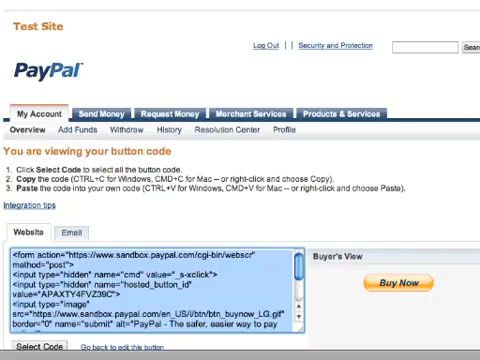 Test Site
Log Out | | Security and Protection
Sear
PayPal
My Account Send Money Request Money Merchant Services Products & Services
Overview Add Funds Withdraw History Resolution Center Profile
You are viewing your button code
1. Click Select Code to select all the button code.
2. Copy the code (CTRL+C for Windows, CMD+C for Mac -- or right-click and choose Copy).
3. Paste the code into your own code (CTRL+V for Windows, CMD+V for Mac -- or right-click and choose Paste).
Integration tips
Website Email
<form action="https://www.sandbox.paypal.com/cgi-bin/webscr"
method="post">
<input type="hidden" name="cmd" value="_s-xclick">
<input type="hidden" name="hosted_button_id"
value="APAXTY4FVZ39C">
<input type="image"
src="https://www.sandbox.paypal.com/en_US/i/btn/btn_buynow_LG.gif"
border="0" name="submit" alt="PayPal - The safer, easier way to pay
Buyer's View
Buy Now
Select Code Go back to edit this button